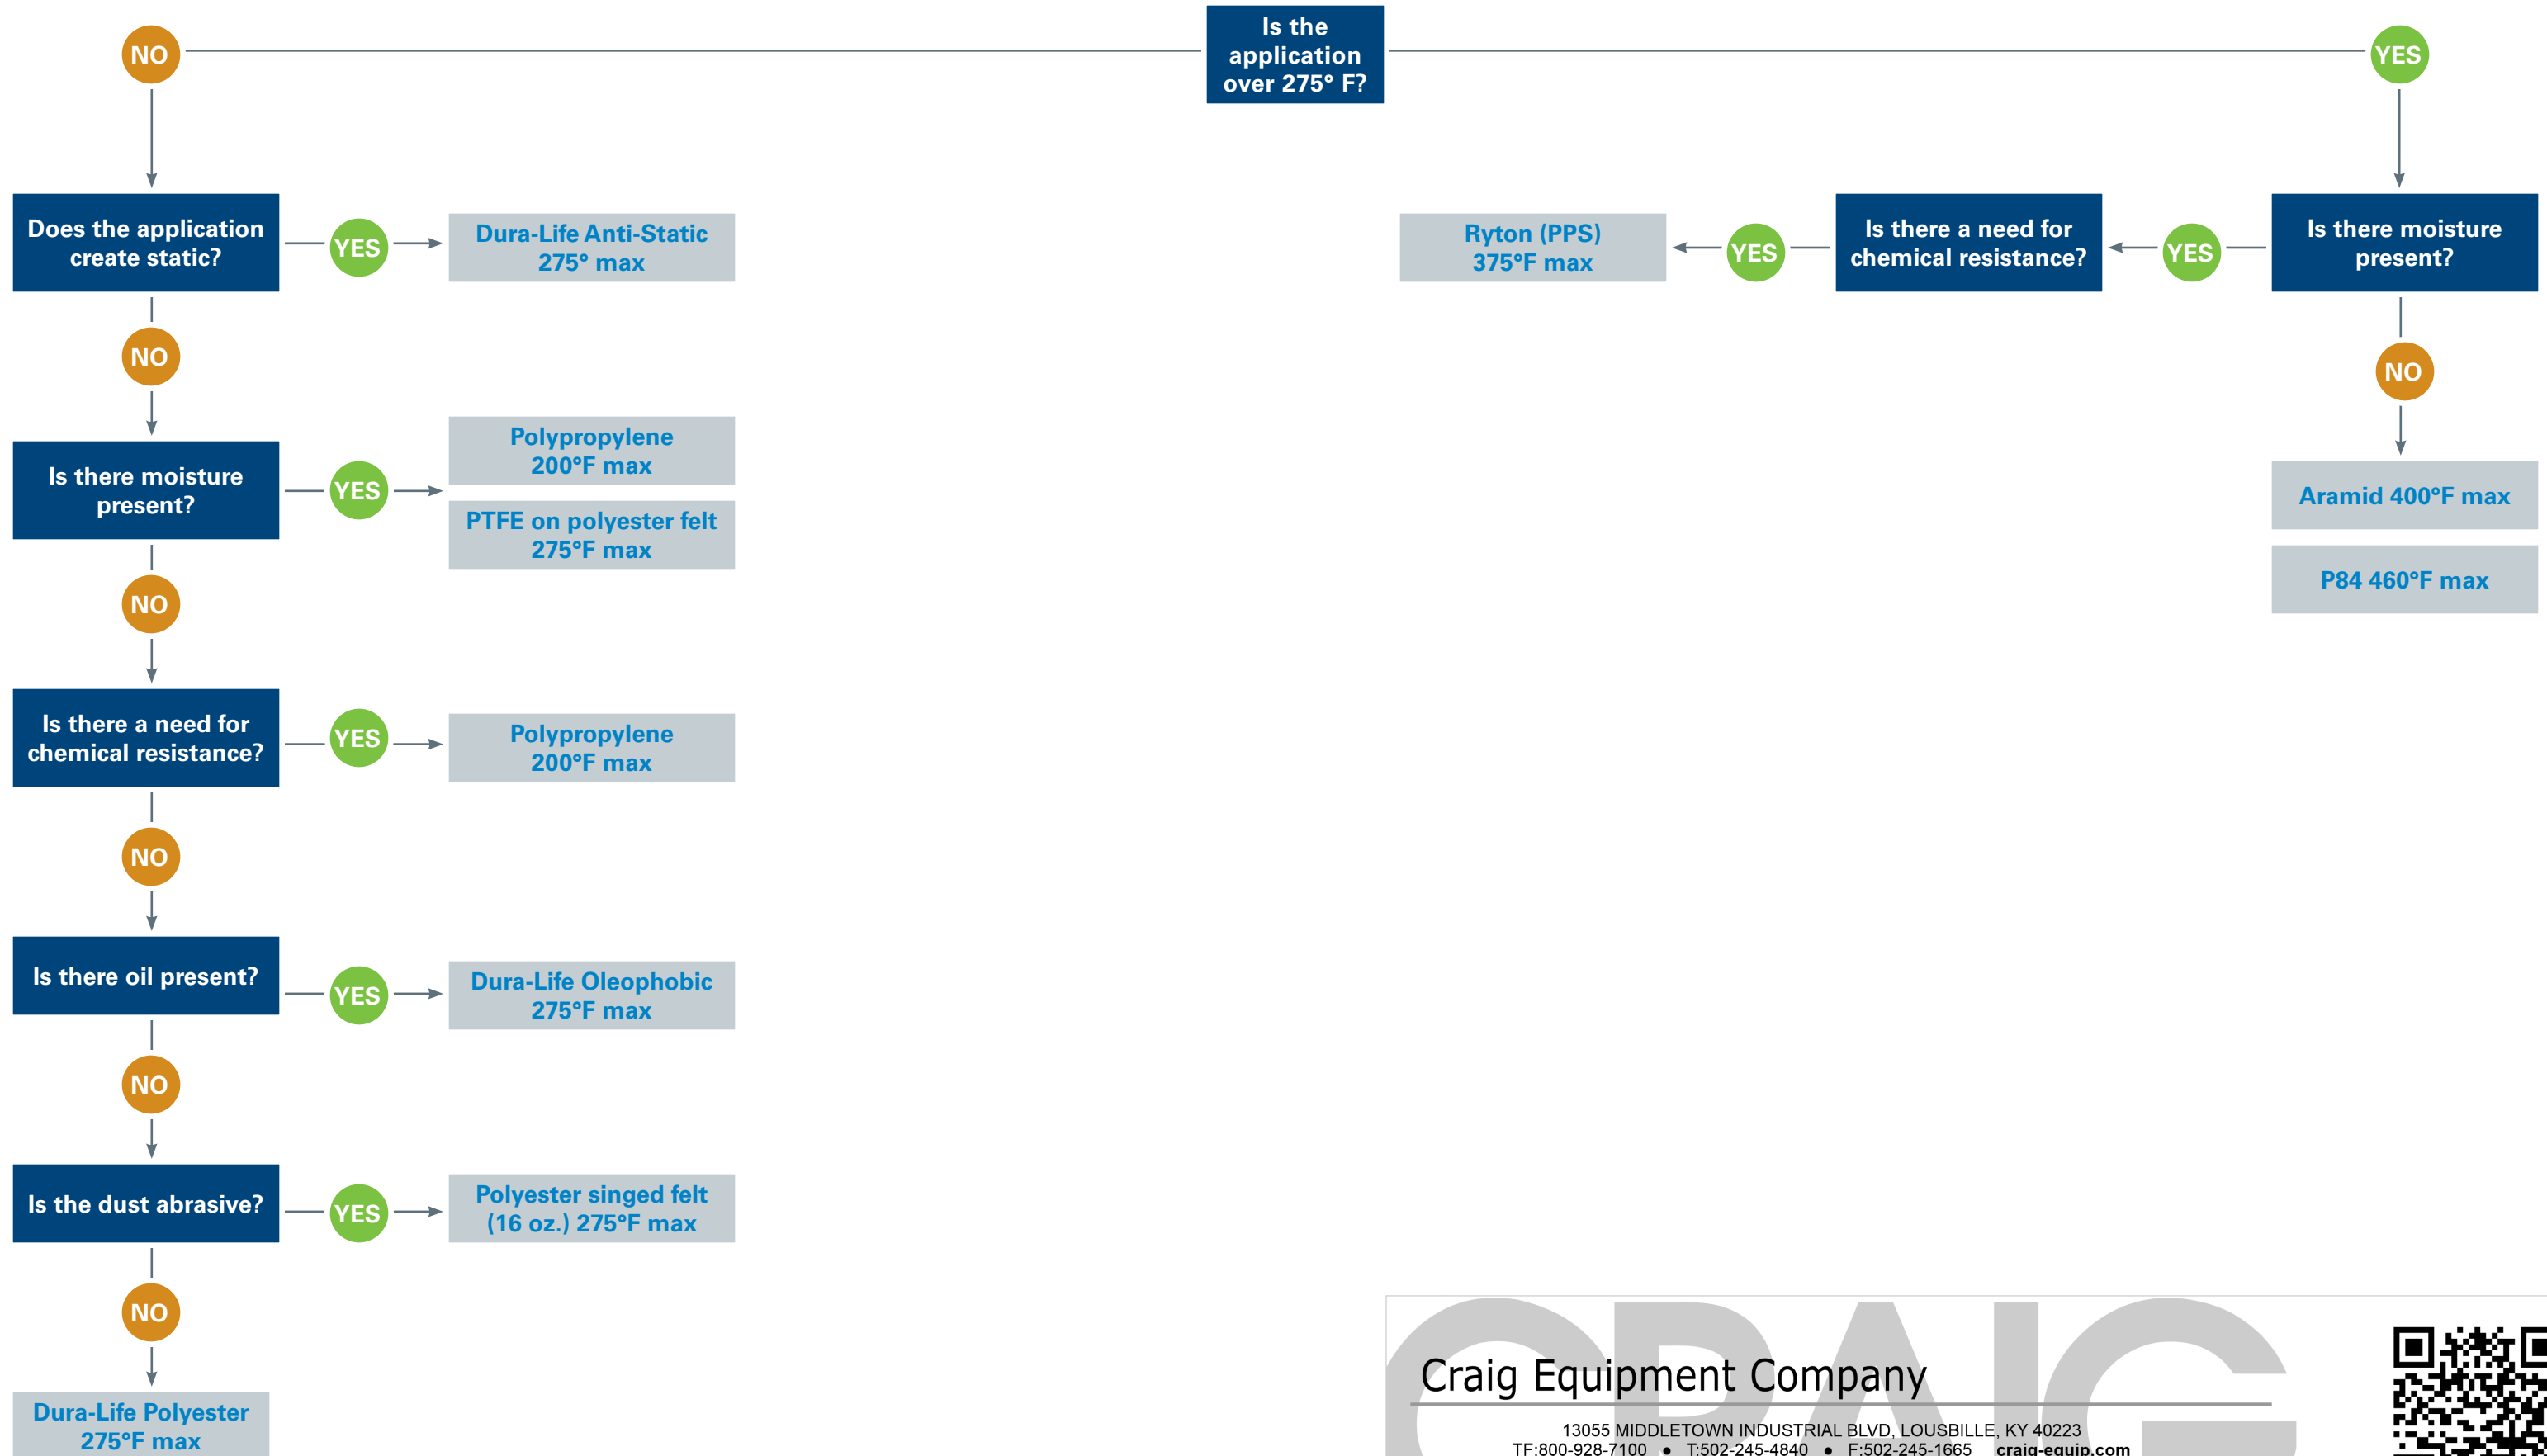 Is the
application
over 275° F?
NO
YES
Does the application
create static?
YES
Dura-Life Anti-Static
275° max
Ryton (PPS)
375°F max
YES
Is there a need for
chemical resistance?
YES
Is there moisture
present?
NO
NO
Is there moisture
present?
YES
Polypropylene
200°F max
PTFE on polyester felt
275°F max
Aramid 400°F max
P84 460°F max
NO
Is there a need for
chemical resistance?
YES
Polypropylene
200°F max
NO
Is there oil present?
YES
Dura-Life Oleophobic
275°F max
NO
Is the dust abrasive?
YES
Polyester singed felt
(16 oz.) 275°F max
NO
Dura-Life Polyester
275°F max
CRAIG
Craig Equipment Company
13055 MIDDLETOWN INDUSTRIAL BLVD, LOUSBILLE, KY 40223
TF:800-928-7100 ● T:502-245-4840 ● F:502-245-1665 craig-equip.com